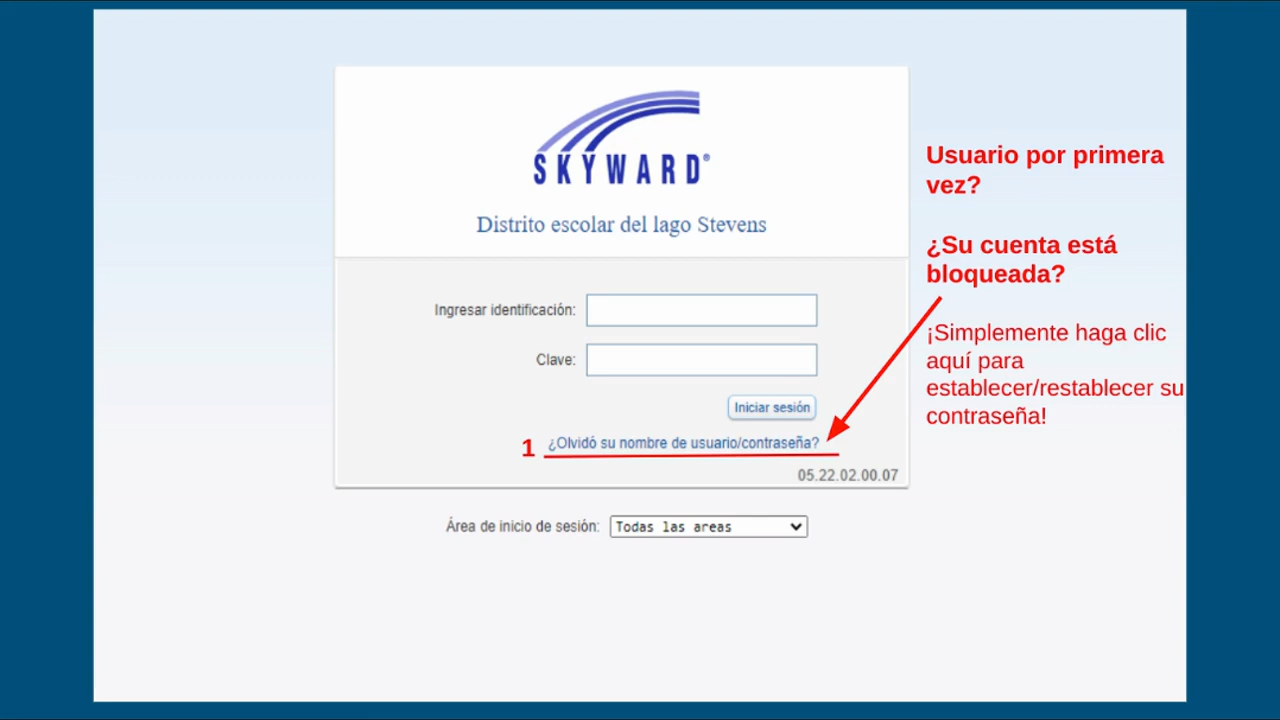 SKYWARD®
Distrito escolar del lago Stevens
Ingresar identificación:
Clave:
Iniciar sesión
1 ¿Olvidó su nombre de usuario/contraseña?
05.22.02.00.07
Área de inicio de sesión: Todas las areas
Usuario por primera
vez?
¿Su cuenta está
bloqueada?
¡Simplemente haga clic
aquí para
establecer/restablecer su
contraseña!